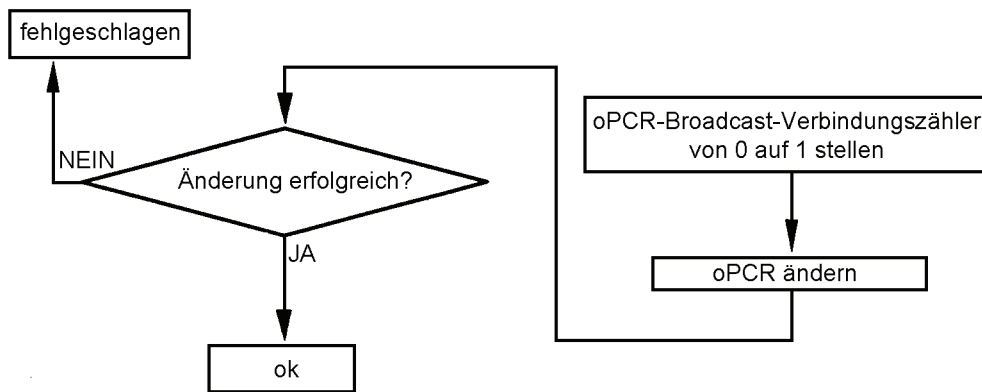 fehlgeschlagen
oPCR-Broadcast-Verbindungszähler
von 0 auf 1 stellen
NEIN
Änderung erfolgreich?
JA
oPCR ändern
ok